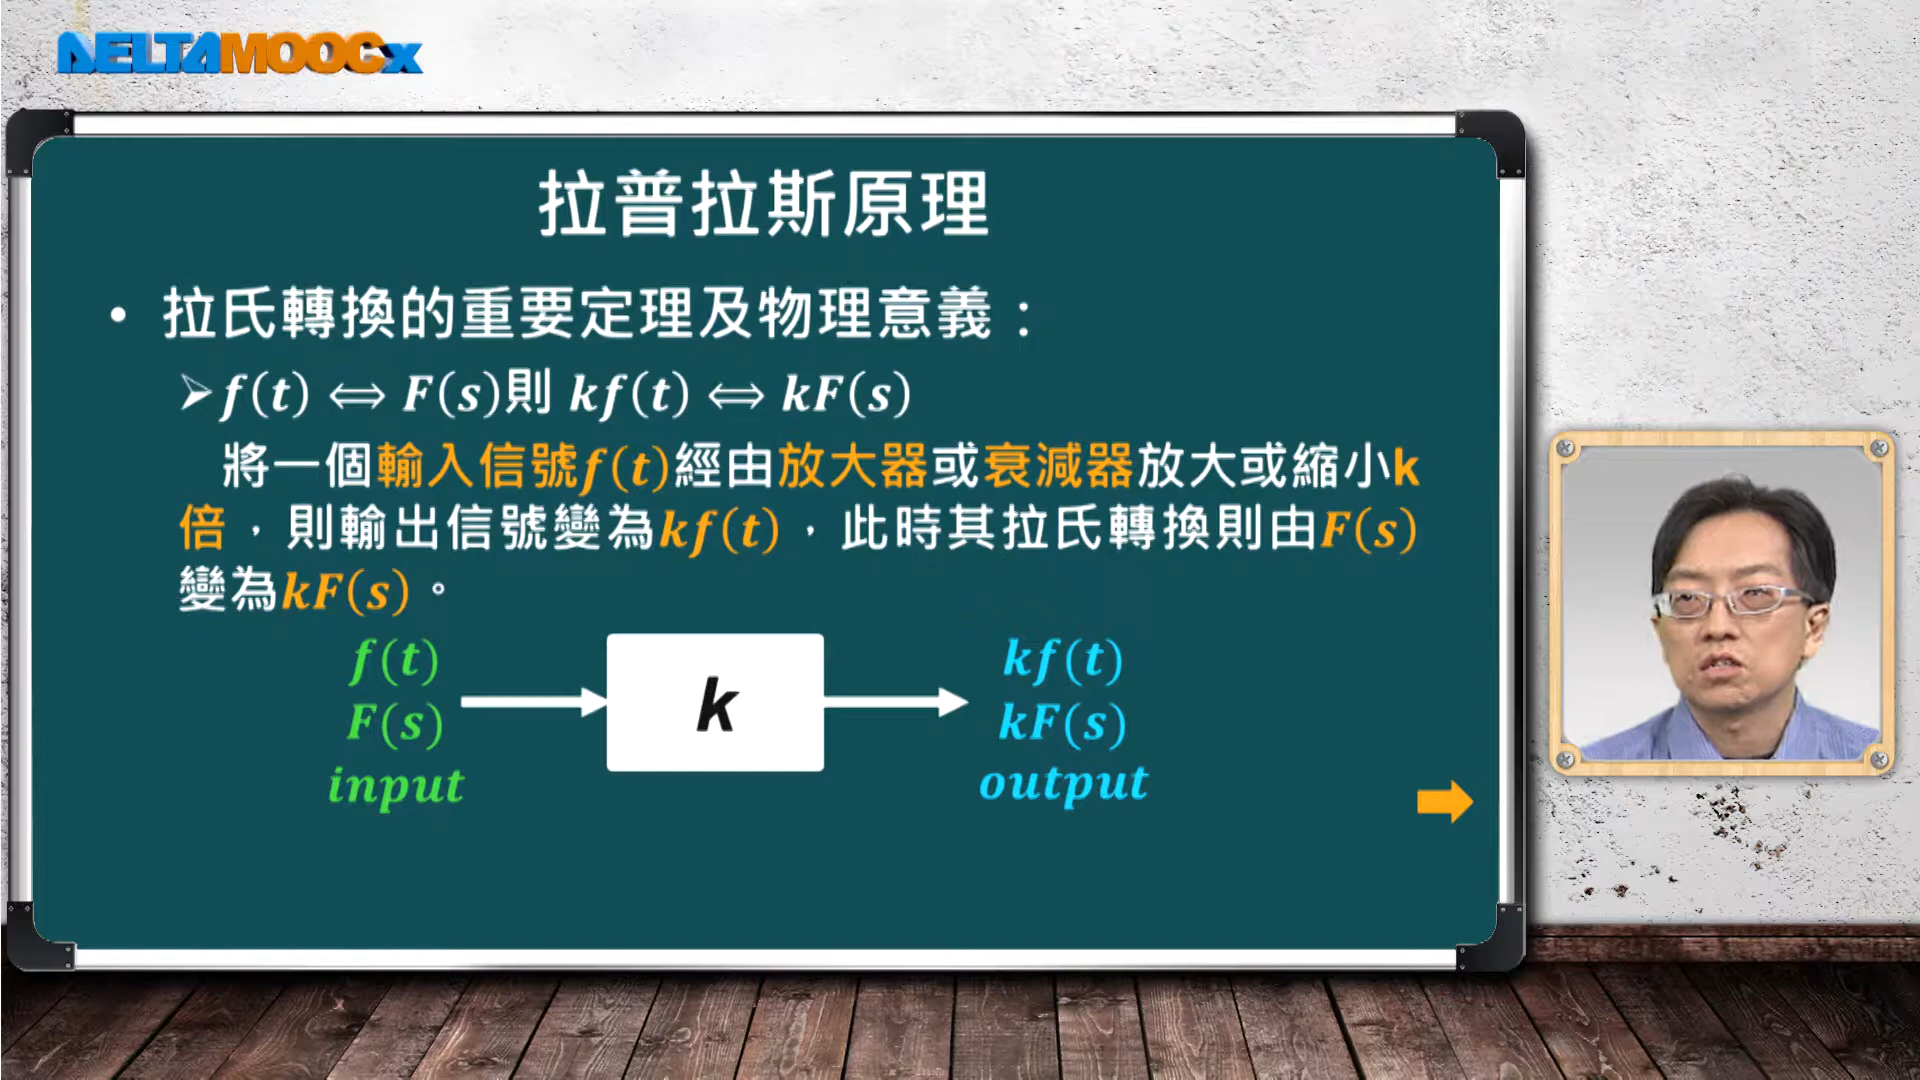 DELTAMOOCx
拉普拉斯原理
• 拉氏轉換的重要定理及物理意義：
➢f(t) ⇔ F(s)則 kf(t) ⇔ kF(s)
將一個輸入信號f(t)經由放大器或衰減器放大或縮小k
倍，則輸出信號變為kf(t)，此時其拉氏轉換則由F(s)
變為kF(s)。
f(t)
F(s)
input
k
kf(t)
kF(s)
output